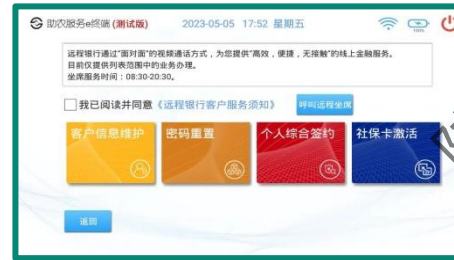 助农服务e终端 (测试版) 2023-05-05 17:52 星期五
100%
远程银行通过"面对面"的视频通话方式，为您提供"高效，便捷，无接触"的线上金融服务。
目前仅提供列表范围中的业务办理。
坐席服务时间：08:30-20:30。
我已阅读并同意《远程银行客户服务须知》 呼叫远程坐席
客户信息维护 密码重置 个人综合签约 社保卡激活
返回